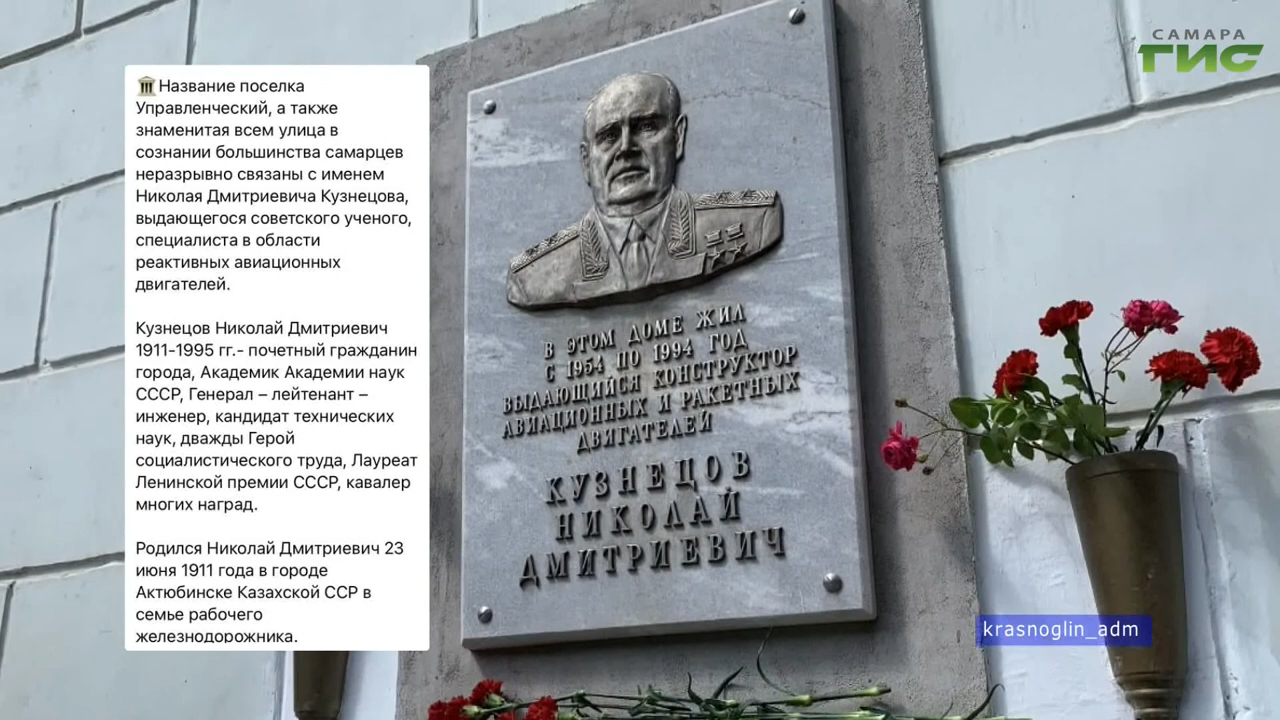 🏛Название поселка
Управленческий, а также
знаменитая всем улица в
сознании большинства самарцев
неразрывно связаны с именем
Николая Дмитриевича Кузнецова,
выдающегося советского ученого,
специалиста в области
реактивных авиационных
двигателей.
Кузнецов Николай Дмитриевич
1911-1995 гг.- почетный гражданин
города, Академик Академии наук
СССР, Генерал – лейтенант –
инженер, кандидат технических
наук, дважды Герой
социалистического труда, Лауреат
Ленинской премии СССР, кавалер
многих наград.
Родился Николай Дмитриевич 23
июня 1911 года в городе
Актюбинске Казахской ССР в
семье рабочего
железнодорожника.
В ЭТОМ ДОМЕ ЖИЛ
С 1954 ПО 1994 ГОД
ВЫДАЮЩИЙСЯ КОНСТРУКТОР
АВИАЦИОННЫХ И РАКЕТНЫХ
ДВИГАТЕЛЕЙ
КУЗНЕЦОВ
НИКОЛАЙ
ДМИТРИЕВИЧ
САМАРА
ГИС
krasnoglin_adm